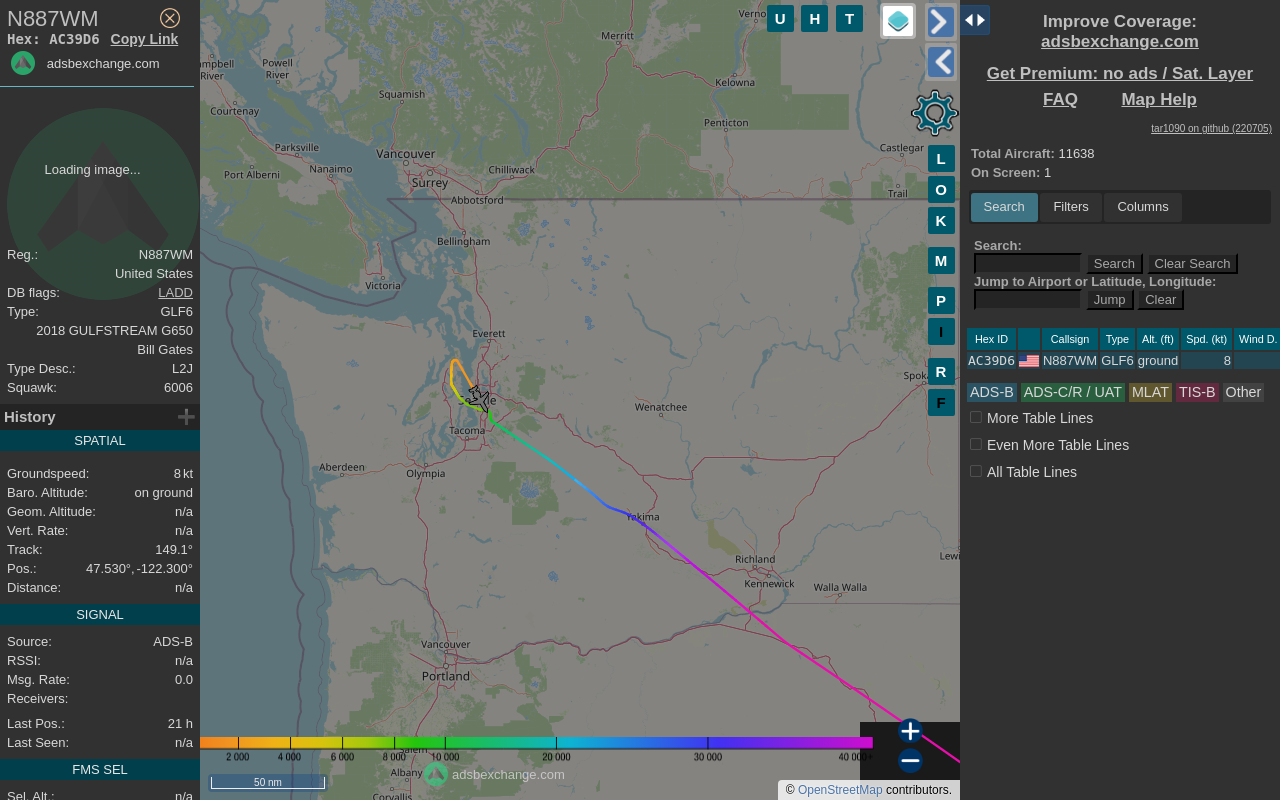 N887WM
Hex: AC39D6 Copy Link
adsbexchange.com
Loading image...
Reg.: N887WM
United States
DB flags: LADD
Type: GLF6
2018 GULFSTREAM G650
Bill Gates
Type Desc.: L2J
Squawk: 6006
History
SPATIAL
Groundspeed: 8 kt
Baro. Altitude: on ground
Geom. Altitude: n/a
Vert. Rate: n/a
Track: 149.1°
Pos.: 47.530°, -122.300°
Distance: n/a
SIGNAL
Source: ADS-B
RSSI: n/a
Msg. Rate: 0.0
Receivers:
Last Pos.: 21 h
Last Seen: n/a
FMS SEL
Sel. Alt.: n/a
U H T
Merritt
Powell
River
River
Squamish
Kelowna
Courtenay
Penticton
Parksville
Vancouver
Castlegar
Nanaimo
Port Alberni
Chilliwack
Surrey
Trail
Abbotsford
Bellingham
Victoria
Everett
Wenatchee
Tacoma
Aberdeen
Olympia
Yakima
Richland
Kennewick
Walla Walla
Vancouver
Portland
Albany
Corvallis
L
O
K
M
P
I
R
F
2 000 4 000 6 000 8 000 10 000 20 000 30 000 40 000+
adsbexchange.com
50 nm
© OpenStreetMap contributors.
Improve Coverage:
adsbexchange.com
Get Premium: no ads / Sat. Layer
FAQ Map Help
tar1090 on github (220705)
Total Aircraft: 11638
On Screen: 1
Search Filters Columns
Search:
Search Clear Search
Jump to Airport or Latitude, Longitude:
Jump Clear
Hex ID Callsign Type Alt. (ft) Spd. (kt) Wind D.
AC39D6 N887WM GLF6 ground 8
ADS-B ADS-C/R / UAT MLAT TIS-B Other
More Table Lines
Even More Table Lines
All Table Lines